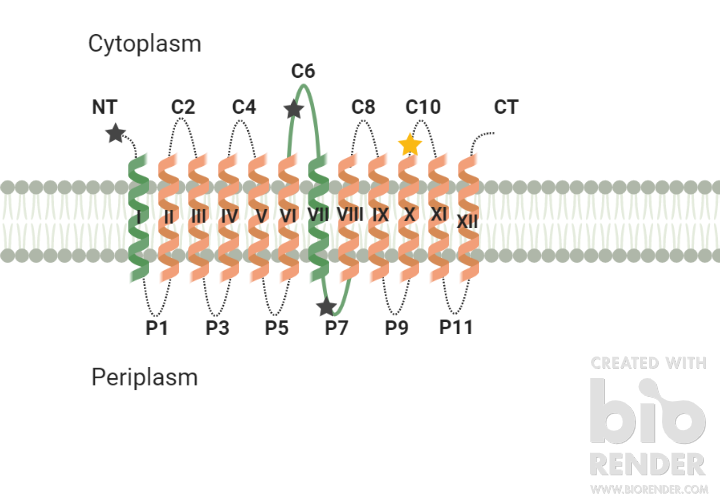 Cytoplasm
C6
NT C2 C4 C8 C10 CT
I II III IV V VI VII VIII IX X XI XII
P1 P3 P5 P7 P9 P11
Periplasm
CREATED WITH
bio
RENDER
WWW.BIORENDER.COM